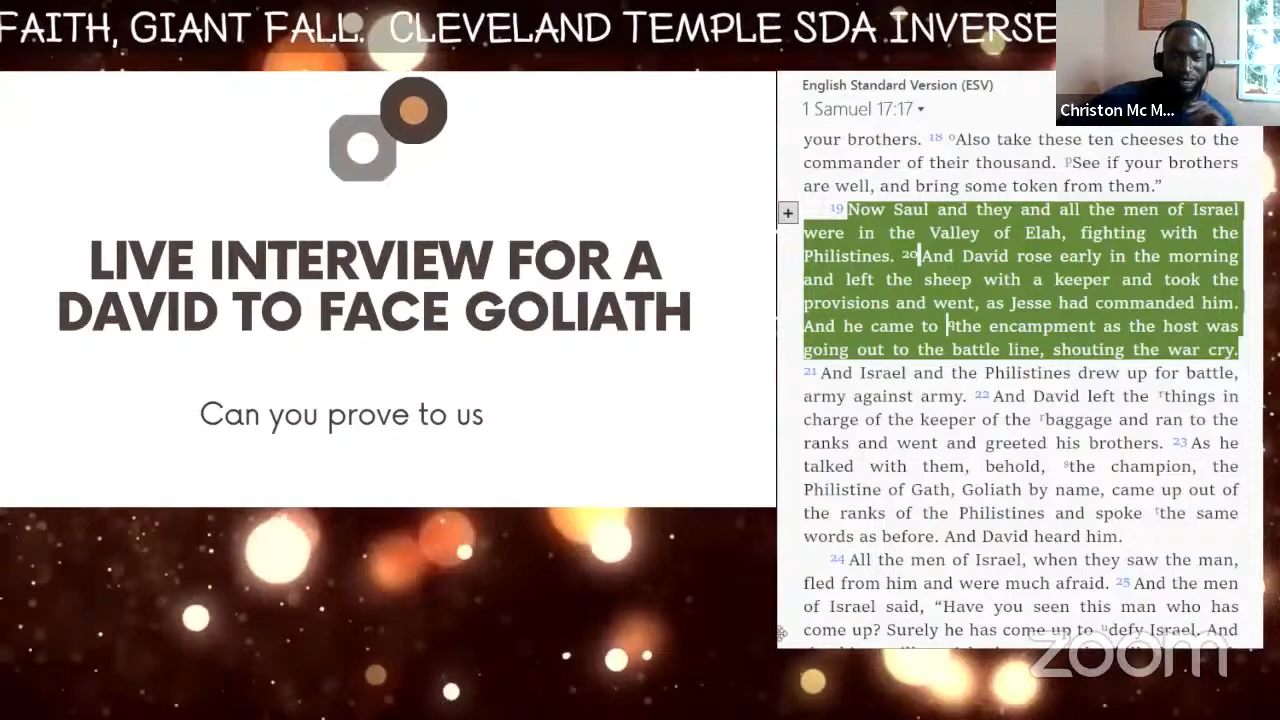 FAITH, GIANT FALL. CLEVELAND TEMPLE SDA INVERSE
Christon Mc M...
LIVE INTERVIEW FOR A
DAVID TO FACE GOLIATH
Can you prove to us
English Standard Version (ESV)
1 Samuel 17:17
your brothers. 18 oAlso take these ten cheeses to the
commander of their thousand. pSee if your brothers
are well, and bring some token from them.”
+
19 Now Saul and they and all the men of Israel
were in the Valley of Elah, fighting with the
Philistines. 20 And David rose early in the morning
and left the sheep with a keeper and took the
provisions and went, as Jesse had commanded him.
And he came to qthe encampment as the host was
going out to the battle line, shouting the war cry.
21 And Israel and the Philistines drew up for battle,
army against army. 22 And David left the rthings in
charge of the keeper of the rbaggage and ran to the
ranks and went and greeted his brothers. 23 As he
talked with them, behold, sthe champion, the
Philistine of Gath, Goliath by name, came up out of
the ranks of the Philistines and spoke tthe same
words as before. And David heard him.
24 All the men of Israel, when they saw the man,
fled from him and were much afraid. 25 And the men
of Israel said, “Have you seen this man who has
come up? Surely he has come up to udefy Israel. And
zoom